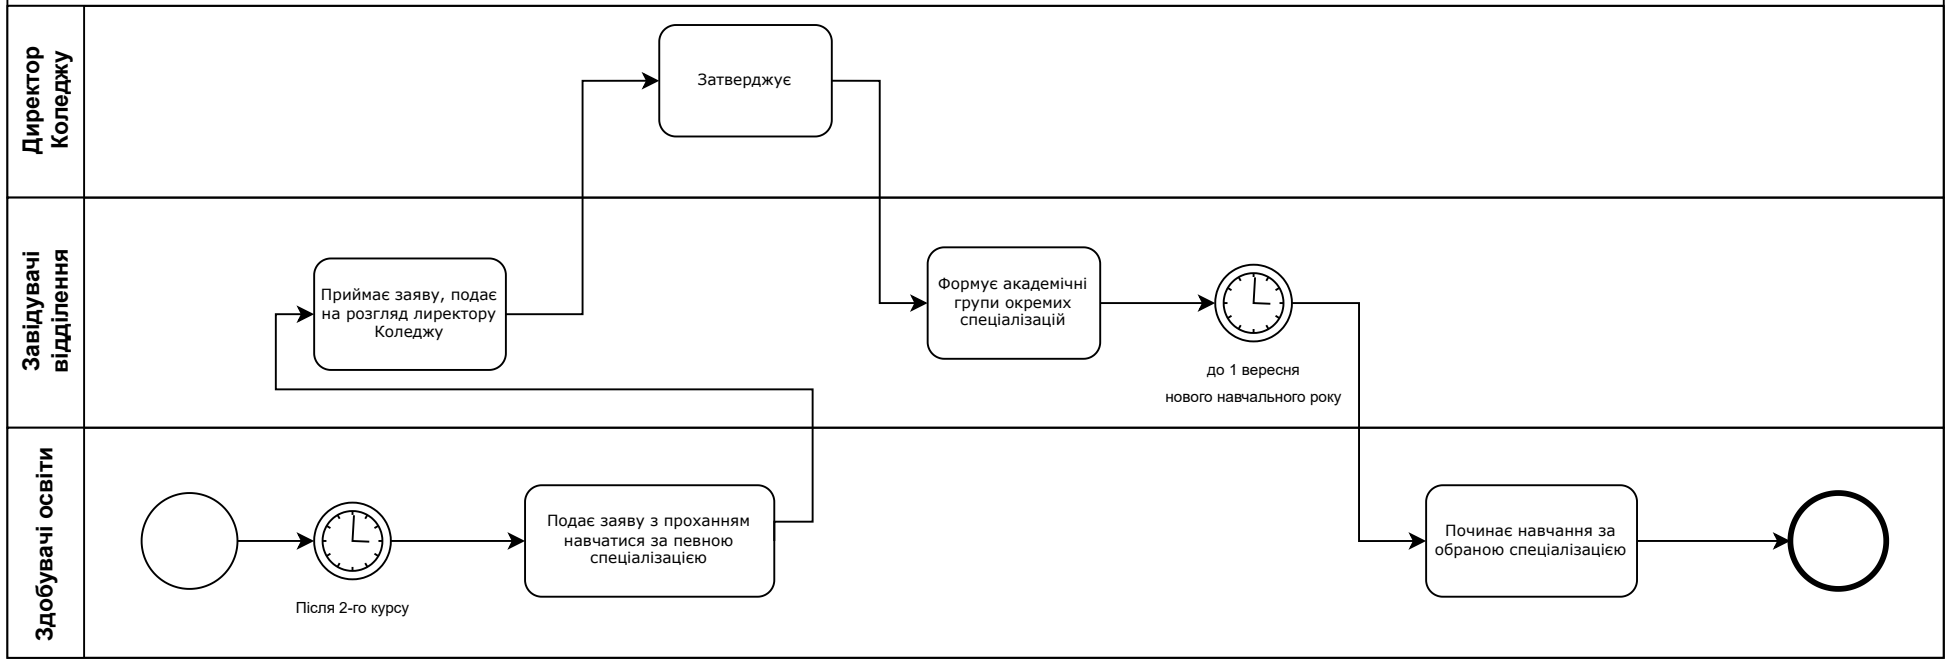 Директор
Коледжу
Затверджує
Завідувачі
відділення
Приймає заяву, подає
на розгляд лиректору
Коледжу
Формує академічні
групи окремих
спеціалізацій
до 1 вересня
нового навчального року
Здобувачі освіти
Після 2-го курсу
Подає заяву з проханням
навчатися за певною
спеціалізацією
Починає навчання за
обраною спеціалізацією